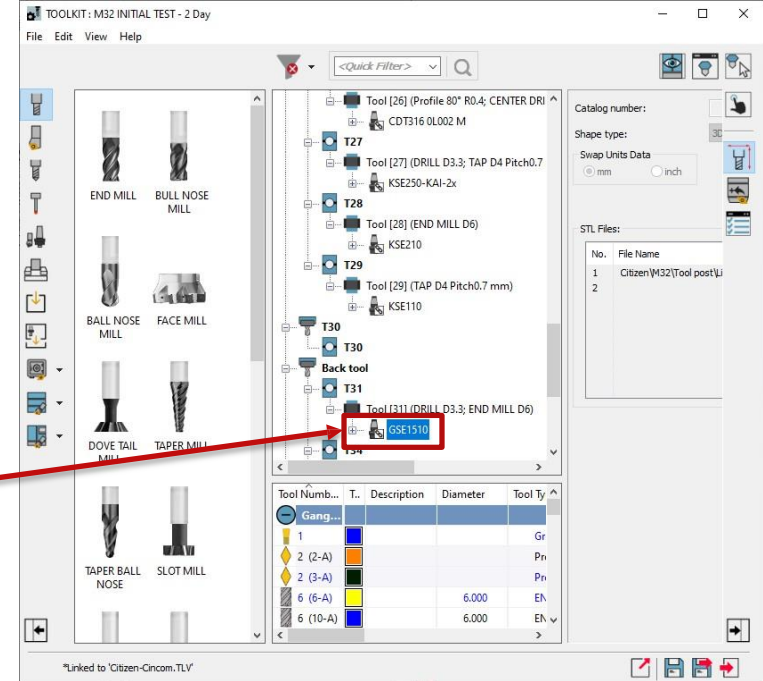 TOOLKIT : M32 INITIAL TEST - 2 Day
File Edit View Help
<Quick Filter>
END MILL
BULL NOSE
MILL
BALL NOSE
MILL
FACE MILL
DOVE TAIL
TAPER MILL
TAPER BALL
NOSE
SLOT MILL
Tool [26] (Profile 80° R0.4; CENTER DRI
CDT316 0L002 M
T27
Tool [27] (DRILL D3.3; TAP D4 Pitch0.7
KSE250-KAI-2x
T28
Tool [28] (END MILL D6)
KSE210
T29
Tool [29] (TAP D4 Pitch0.7 mm)
KSE110
T30
T30
Back tool
T31
Tool [31] (DRILL D3.3; END MILL D6)
GSE1510
T34
Tool Numb... T.. Description Diameter Tool Ty
Gang...
1 Gr
2 (2-A) Pr
2 (3-A) Pr
6 (6-A) 6.000 EN
6 (10-A) 6.000 EN
Catalog number:
Shape type: 3D
Swap Units Data
mm inch
STL Files:
No. File Name
1 Citizen\M32\Tool post\Li
2
*Linked to 'Citizen-Cincom.TLV'